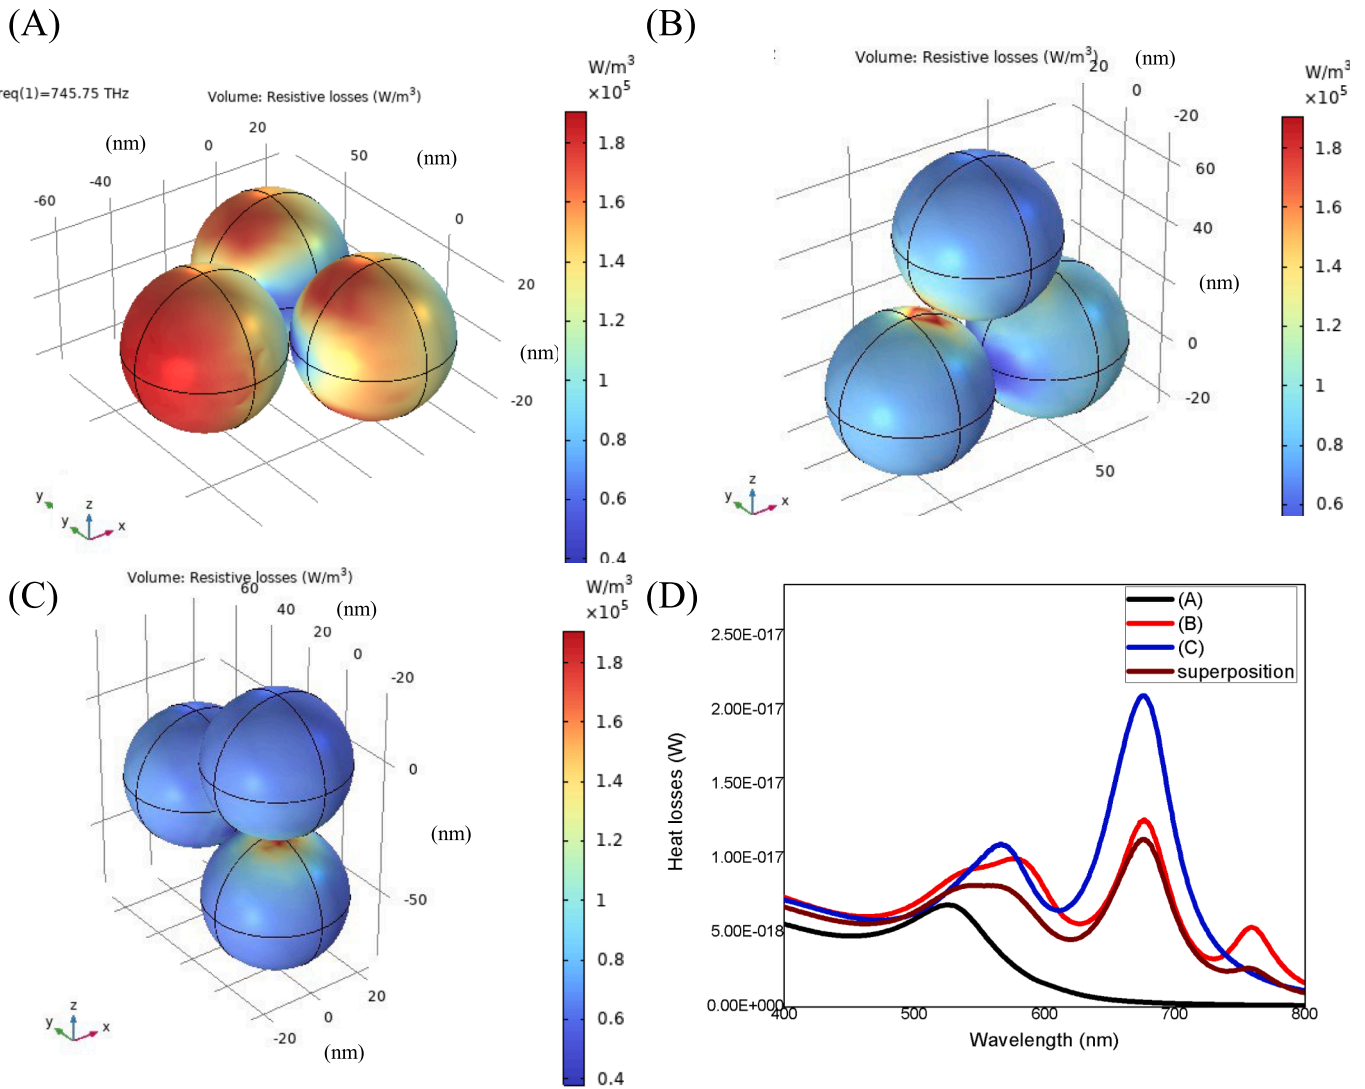 (A)
req(1)=745.75 THz
Volume: Resistive losses (W/m³)
W/m³
×10⁵
(nm)
20
0
-40
-60
50
(nm)
0
20
(nm)
-20
1.8
1.6
1.4
1.2
1
0.8
0.6
0.4
y
z
y
x
(B)
Volume: Resistive losses (W/m³)
20
(nm)
0
-20
W/m³
×10⁵
60
40
(nm)
0
-20
50
1.8
1.6
1.4
1.2
1
0.8
0.6
y
z
x
(C)
Volume: Resistive losses (W/m³)
60
40
(nm)
20
0
-20
W/m³
×10⁵
0
(nm)
-50
20
0
-20
(nm)
1.8
1.6
1.4
1.2
1
0.8
0.6
0.4
y
z
x
(D)
(A)
(B)
(C)
superposition
2.50E-017
2.00E-017
1.50E-017
1.00E-017
5.00E-018
0.00E+000
Heat losses (W)
400
500
600
700
800
Wavelength (nm)